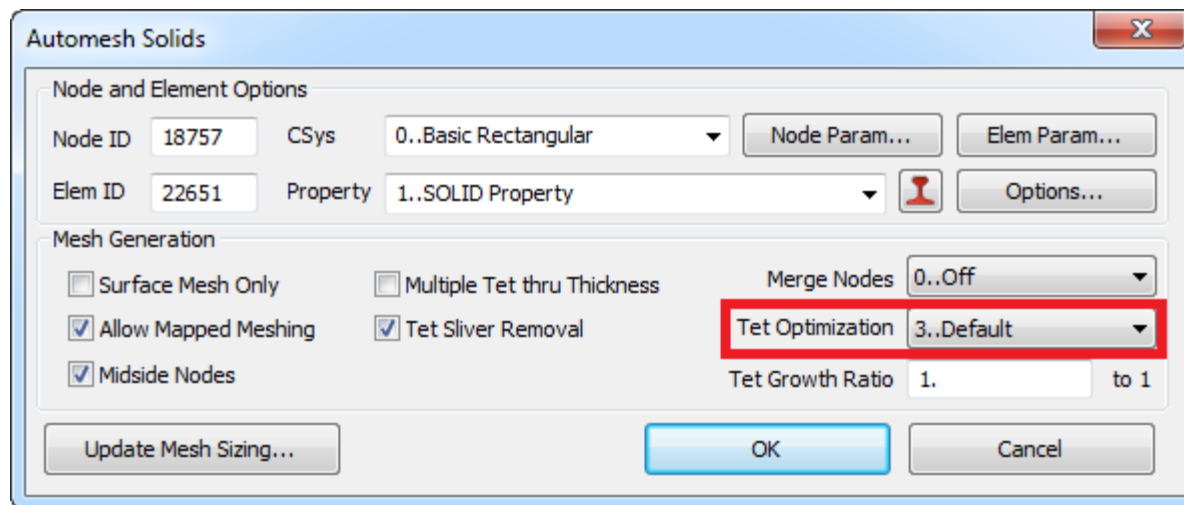 Automesh Solids
Node and Element Options
Node ID 18757 CSys 0..Basic Rectangular Node Param... Elem Param...
Elem ID 22651 Property 1..SOLID Property Options...
Mesh Generation
Surface Mesh Only Multiple Tet thru Thickness Merge Nodes 0..Off
Allow Mapped Meshing Tet Sliver Removal Tet Optimization 3..Default
Midside Nodes Tet Growth Ratio 1. to 1
Update Mesh Sizing... OK Cancel